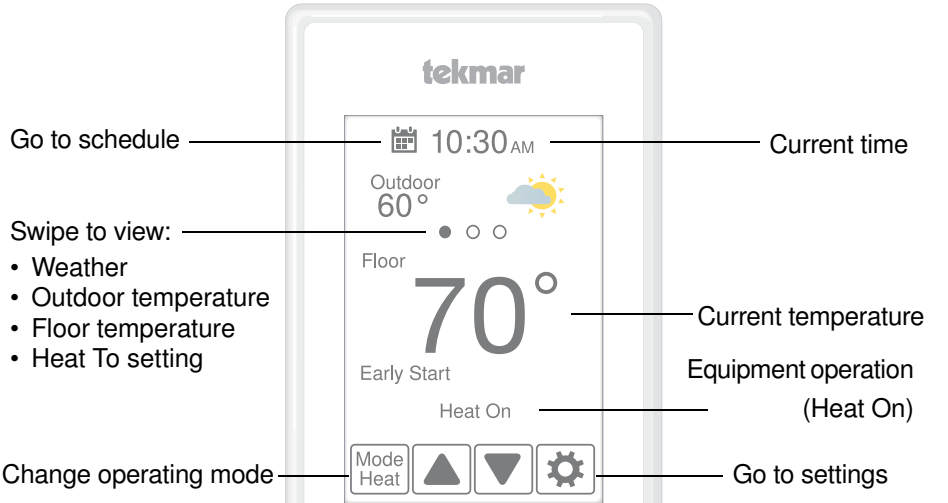 tekmar
Go to schedule
10:30 AM
Current time
Outdoor
60°
Swipe to view:
• Weather
• Outdoor temperature
• Floor temperature
• Heat To setting
Floor
70°
Current temperature
Early Start
Equipment operation
(Heat On)
Heat On
Change operating mode
Mode
Heat
Go to settings